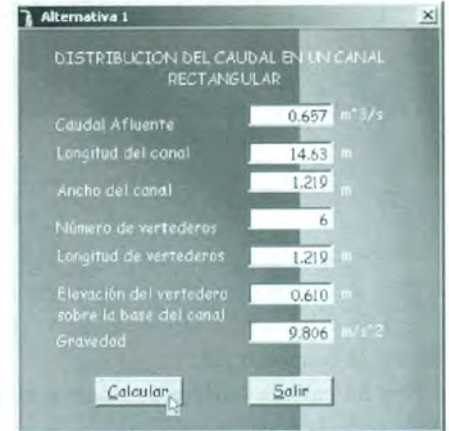 Alternativa 1
DISTRIBUCION DEL CAUDAL EN UN CANAL
RECTANGULAR
Caudal Afluente 0.657 m^3/s
Longitud del canal 14.63 m
Ancho del canal 1.219 m
Número de vertederos 6
Longitud de vertederos 1.219 m
Elevación del vertedero
sobre la base del canal 0.610 m
Gravedad 9.806 m/s^2
Calcular Salir